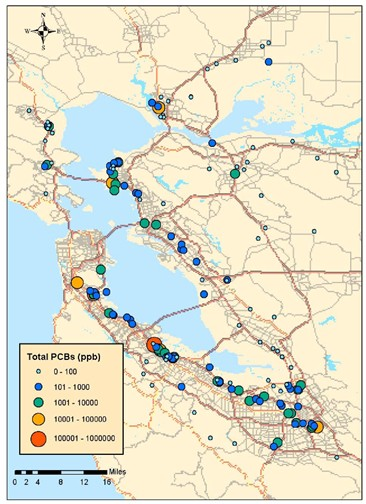 N
W E
S
Total PCBs (ppb)
0 - 100
101 - 1000
1001 - 10000
10001 - 100000
100001 - 1000000
0 2 4 8 12 16 Miles